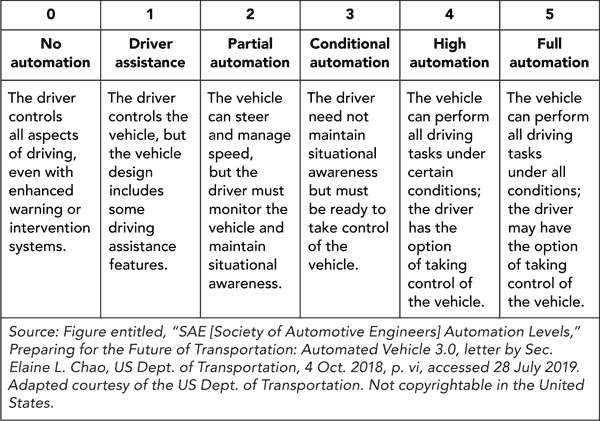 0 1 2 3 4 5
No automation
Driver assistance
Partial automation
Conditional automation
High automation
Full automation
The driver
controls
all aspects
of driving,
even with
enhanced
warning or
intervention
systems.
The driver
controls the
vehicle, but
the vehicle
design
includes
some
driving
assistance
features.
The vehicle
can steer
and manage
speed,
but the
driver must
monitor the
vehicle and
maintain
situational
awareness.
The driver
need not
maintain
situational
awareness
but must
be ready to
take control
of the
vehicle.
The vehicle
can perform
all driving
tasks under
certain
conditions;
the driver
has the
option
of taking
control of
the vehicle.
The vehicle
can perform
all driving
tasks
under all
conditions;
the driver
may have
the option
of taking
control of
the vehicle.
Source: Figure entitled, “SAE [Society of Automotive Engineers] Automation Levels,”
Preparing for the Future of Transportation: Automated Vehicle 3.0, letter by Sec.
Elaine L. Chao, US Dept. of Transportation, 4 Oct. 2018, p. vi, accessed 28 July 2019.
Adapted courtesy of the US Dept. of Transportation. Not copyrightable in the United
States.